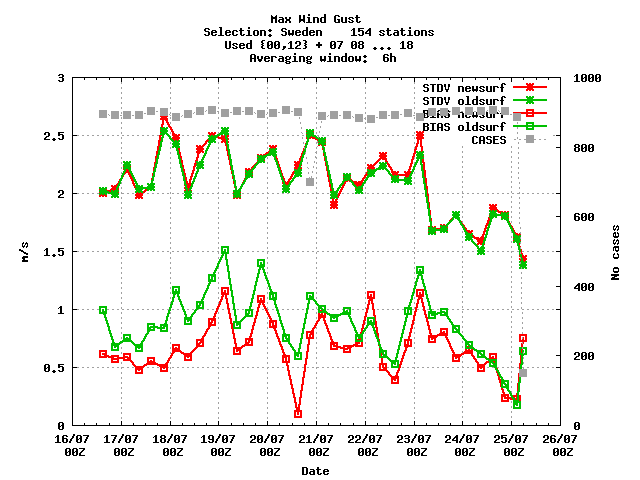 Max Wind Gust
Selection: Sweden    154 stations
Used {00,12} + 07 08 ... 18
Averaging window:  6h
STDV newsurf
STDV oldsurf
BIAS newsurf
BIAS oldsurf
CASES
3
2.5
2
1.5
1
0.5
0
m/s
1000
800
600
400
200
0
No cases
16/07 17/07 18/07 19/07 20/07 21/07 22/07 23/07 24/07 25/07 26/07
00Z 00Z 00Z 00Z 00Z 00Z 00Z 00Z 00Z 00Z 00Z
Date